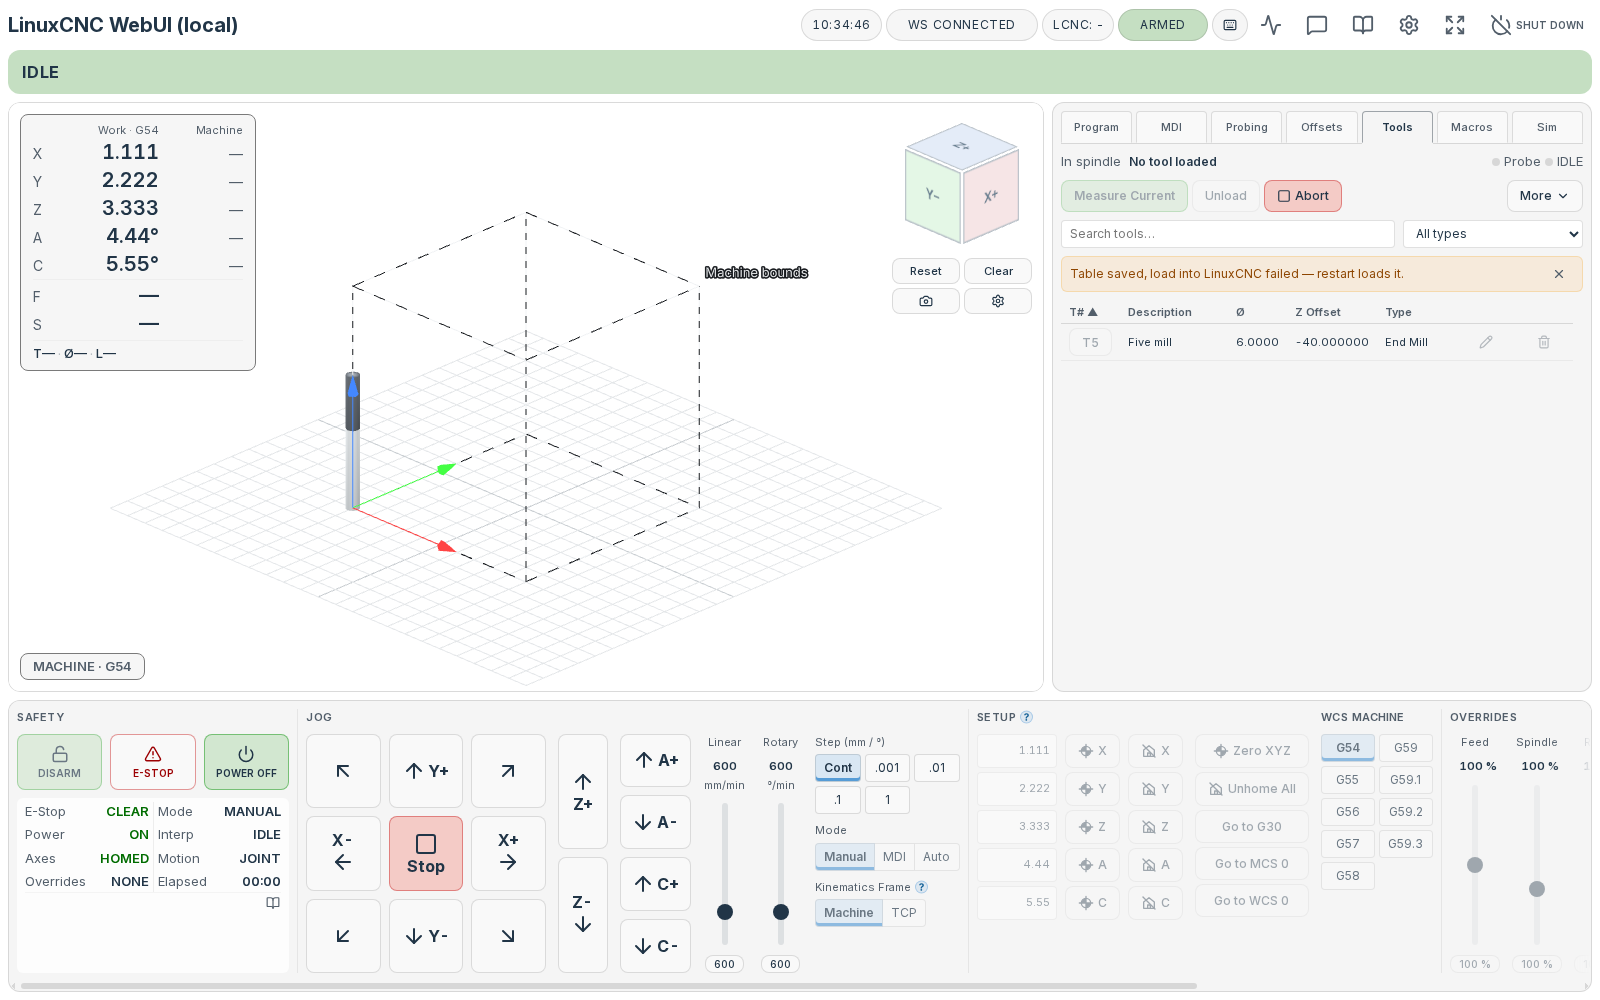 LinuxCNC WebUI (local)
10:34:46
WS CONNECTED
LCNC: -
ARMED
SHUT DOWN
IDLE
Work · G54 Machine
X 1.111 —
Y 2.222 —
Z 3.333 —
A 4.44° —
C 5.55° —
F —
S —
T— · Ø— · L—
Machine bounds
Z+
Y-
X+
Reset
Clear
MACHINE · G54
Program
MDI
Probing
Offsets
Tools
Macros
Sim
In spindle No tool loaded
Probe
IDLE
Measure Current
Unload
Abort
More
Search tools…
All types
Table saved, load into LinuxCNC failed — restart loads it.
T# ▲ Description Ø Z Offset Type
T5 Five mill 6.0000 -40.000000 End Mill
SAFETY
DISARM
E-STOP
POWER OFF
E-Stop CLEAR Mode MANUAL
Power ON Interp IDLE
Axes HOMED Motion JOINT
Overrides NONE Elapsed 00:00
JOG
Y+
X-
Stop
X+
Y-
Z+
Z-
A+
A-
C+
C-
Linear
600
mm/min
600
Rotary
600
°/min
600
Step (mm / °)
Cont .001 .01
.1 1
Mode
Manual MDI Auto
Kinematics Frame ?
Machine TCP
SETUP ?
1.111 X X Zero XYZ
2.222 Y Y Unhome All
3.333 Z Z Go to G30
4.44 A A Go to MCS 0
5.55 C C Go to WCS 0
WCS MACHINE
G54 G59
G55 G59.1
G56 G59.2
G57 G59.3
G58
OVERRIDES
Feed Spindle
100 % 100 %
100 % 100 %